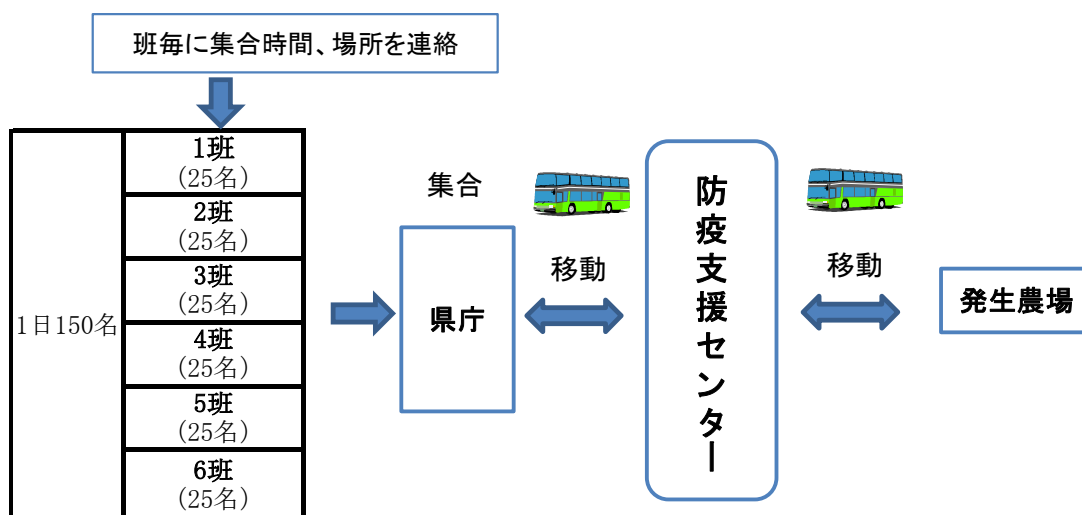 班毎に集合時間、場所を連絡
1日150名
1班
(25名)
2班
(25名)
3班
(25名)
4班
(25名)
5班
(25名)
6班
(25名)
集合
県庁
移動
防疫支援センター
移動
発生農場